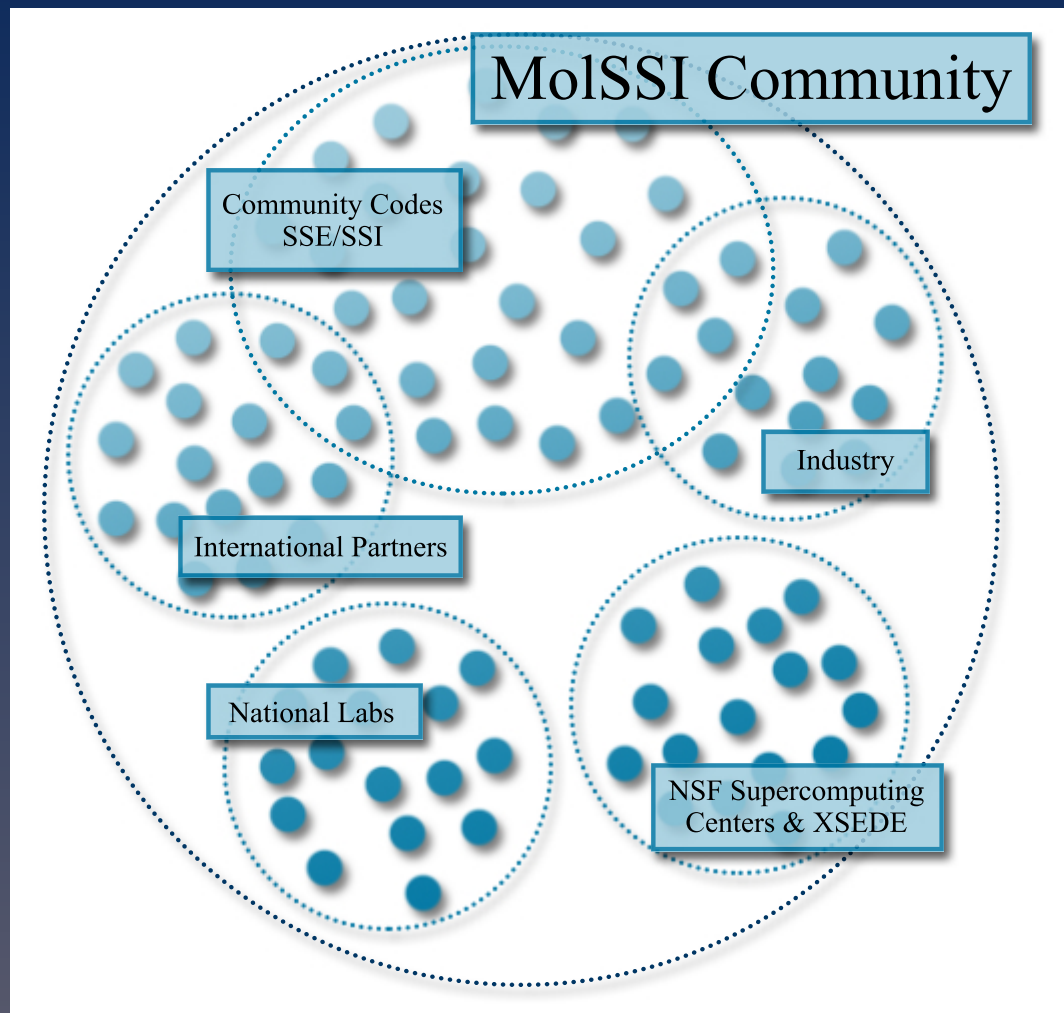 MolSSI Community
Community Codes
SSE/SSI
Industry
International Partners
National Labs
NSF Supercomputing
Centers & XSEDE